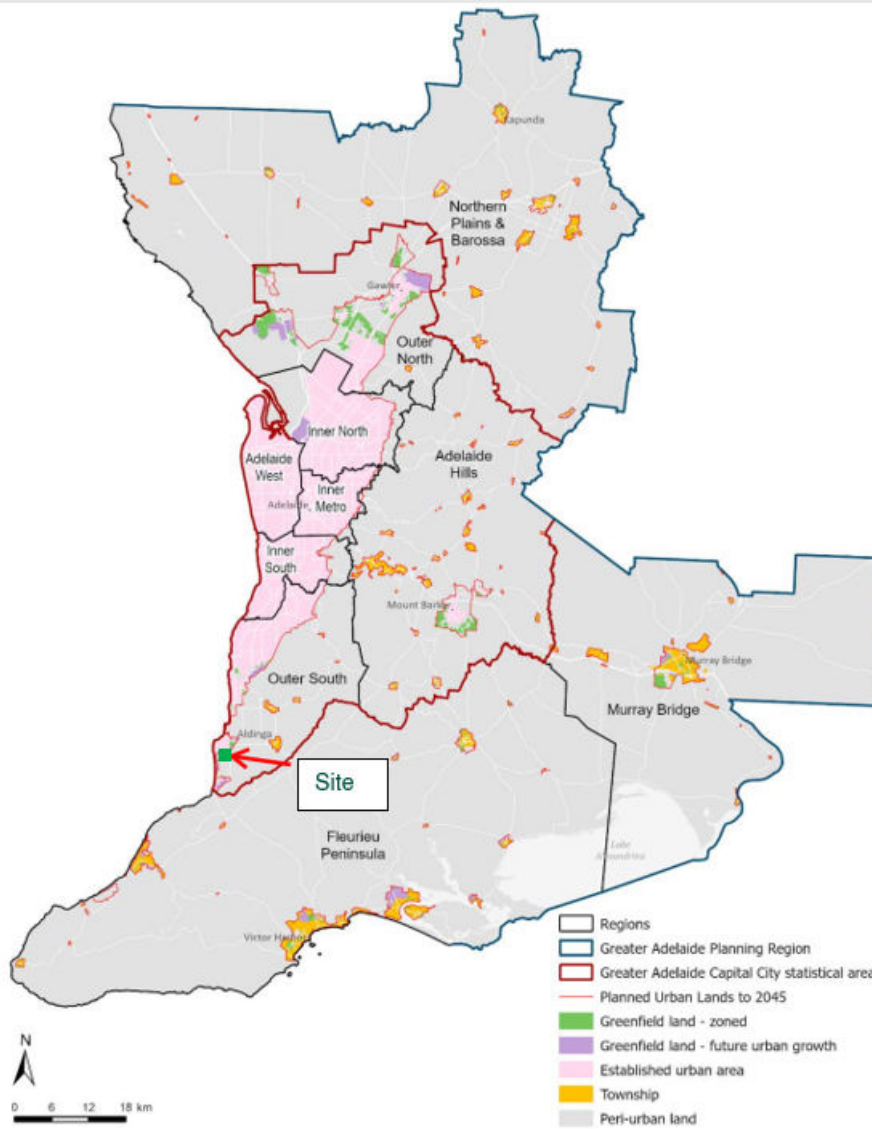 Kapunda
Northern
Plains &
Barossa
Gawler
Outer
North
Inner North
Adelaide
West
Adelaide
Inner
Metro
Adelaide
Hills
Inner
South
Mount Barker
Murray Bridge
Outer South
Murray Bridge
Aldinga
Site
Fleurieu
Peninsula
Lake
Alexandrina
Victor Harbor
Regions
Greater Adelaide Planning Region
Greater Adelaide Capital City statistical area
Planned Urban Lands to 2045
Greenfield land - zoned
Greenfield land - future urban growth
Established urban area
Township
Peri-urban land
N
0 6 12 18 km